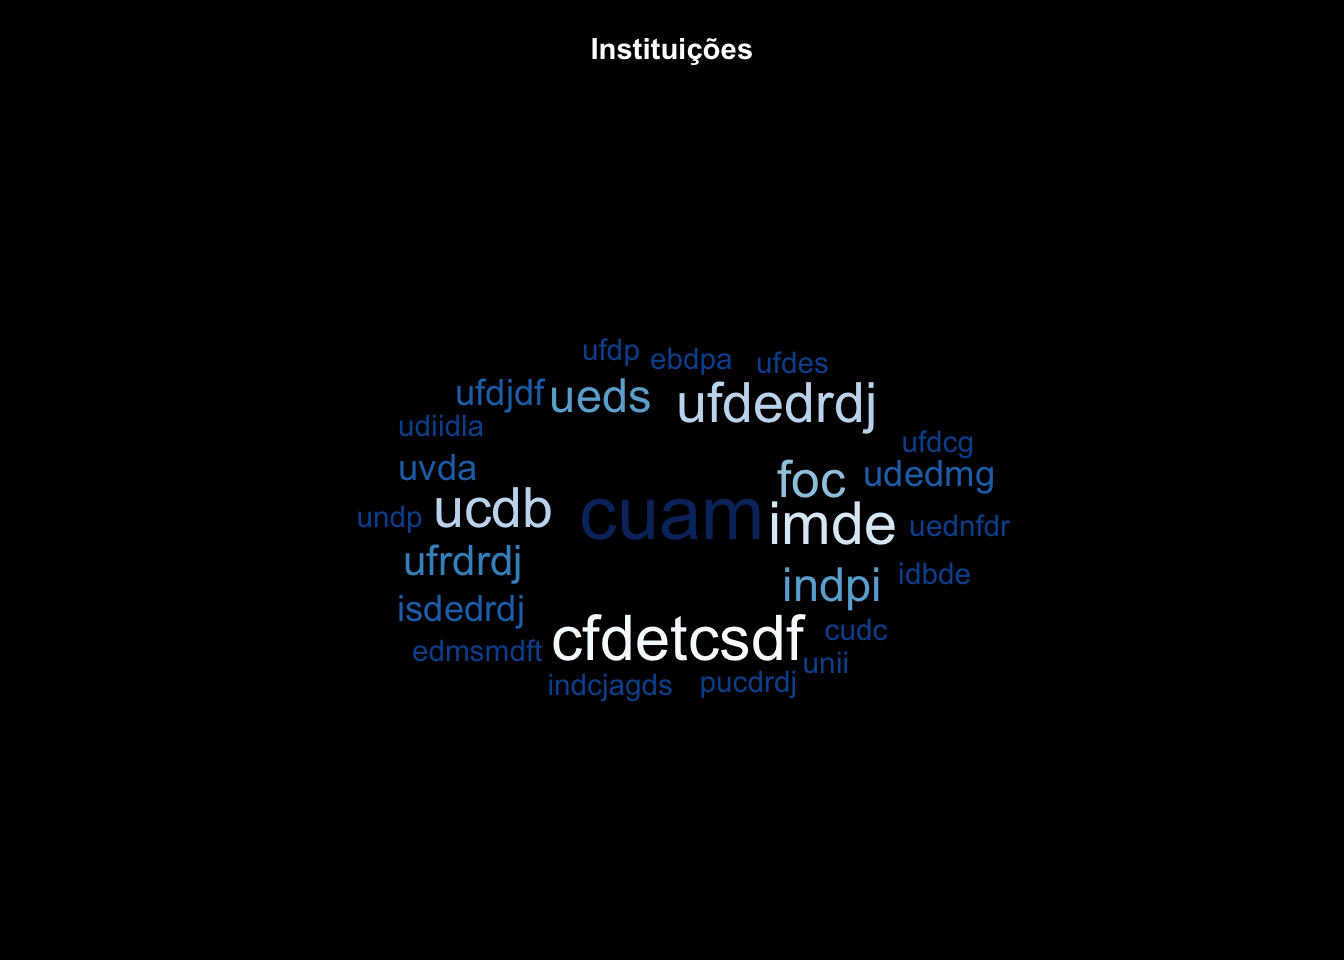 Instituições
ufdp
ebdpa
ufdes
ufdjdf
ueds
ufdedrdj
udiidla
ufdcg
uvda
foc
udedmg
undp
ucdb
cuam
imde
uednfdr
ufrdrdj
indpi
idbde
isdedrdj
cfdetcsdf
cudc
edmsmdft
unii
indcjagds
pucdrdj